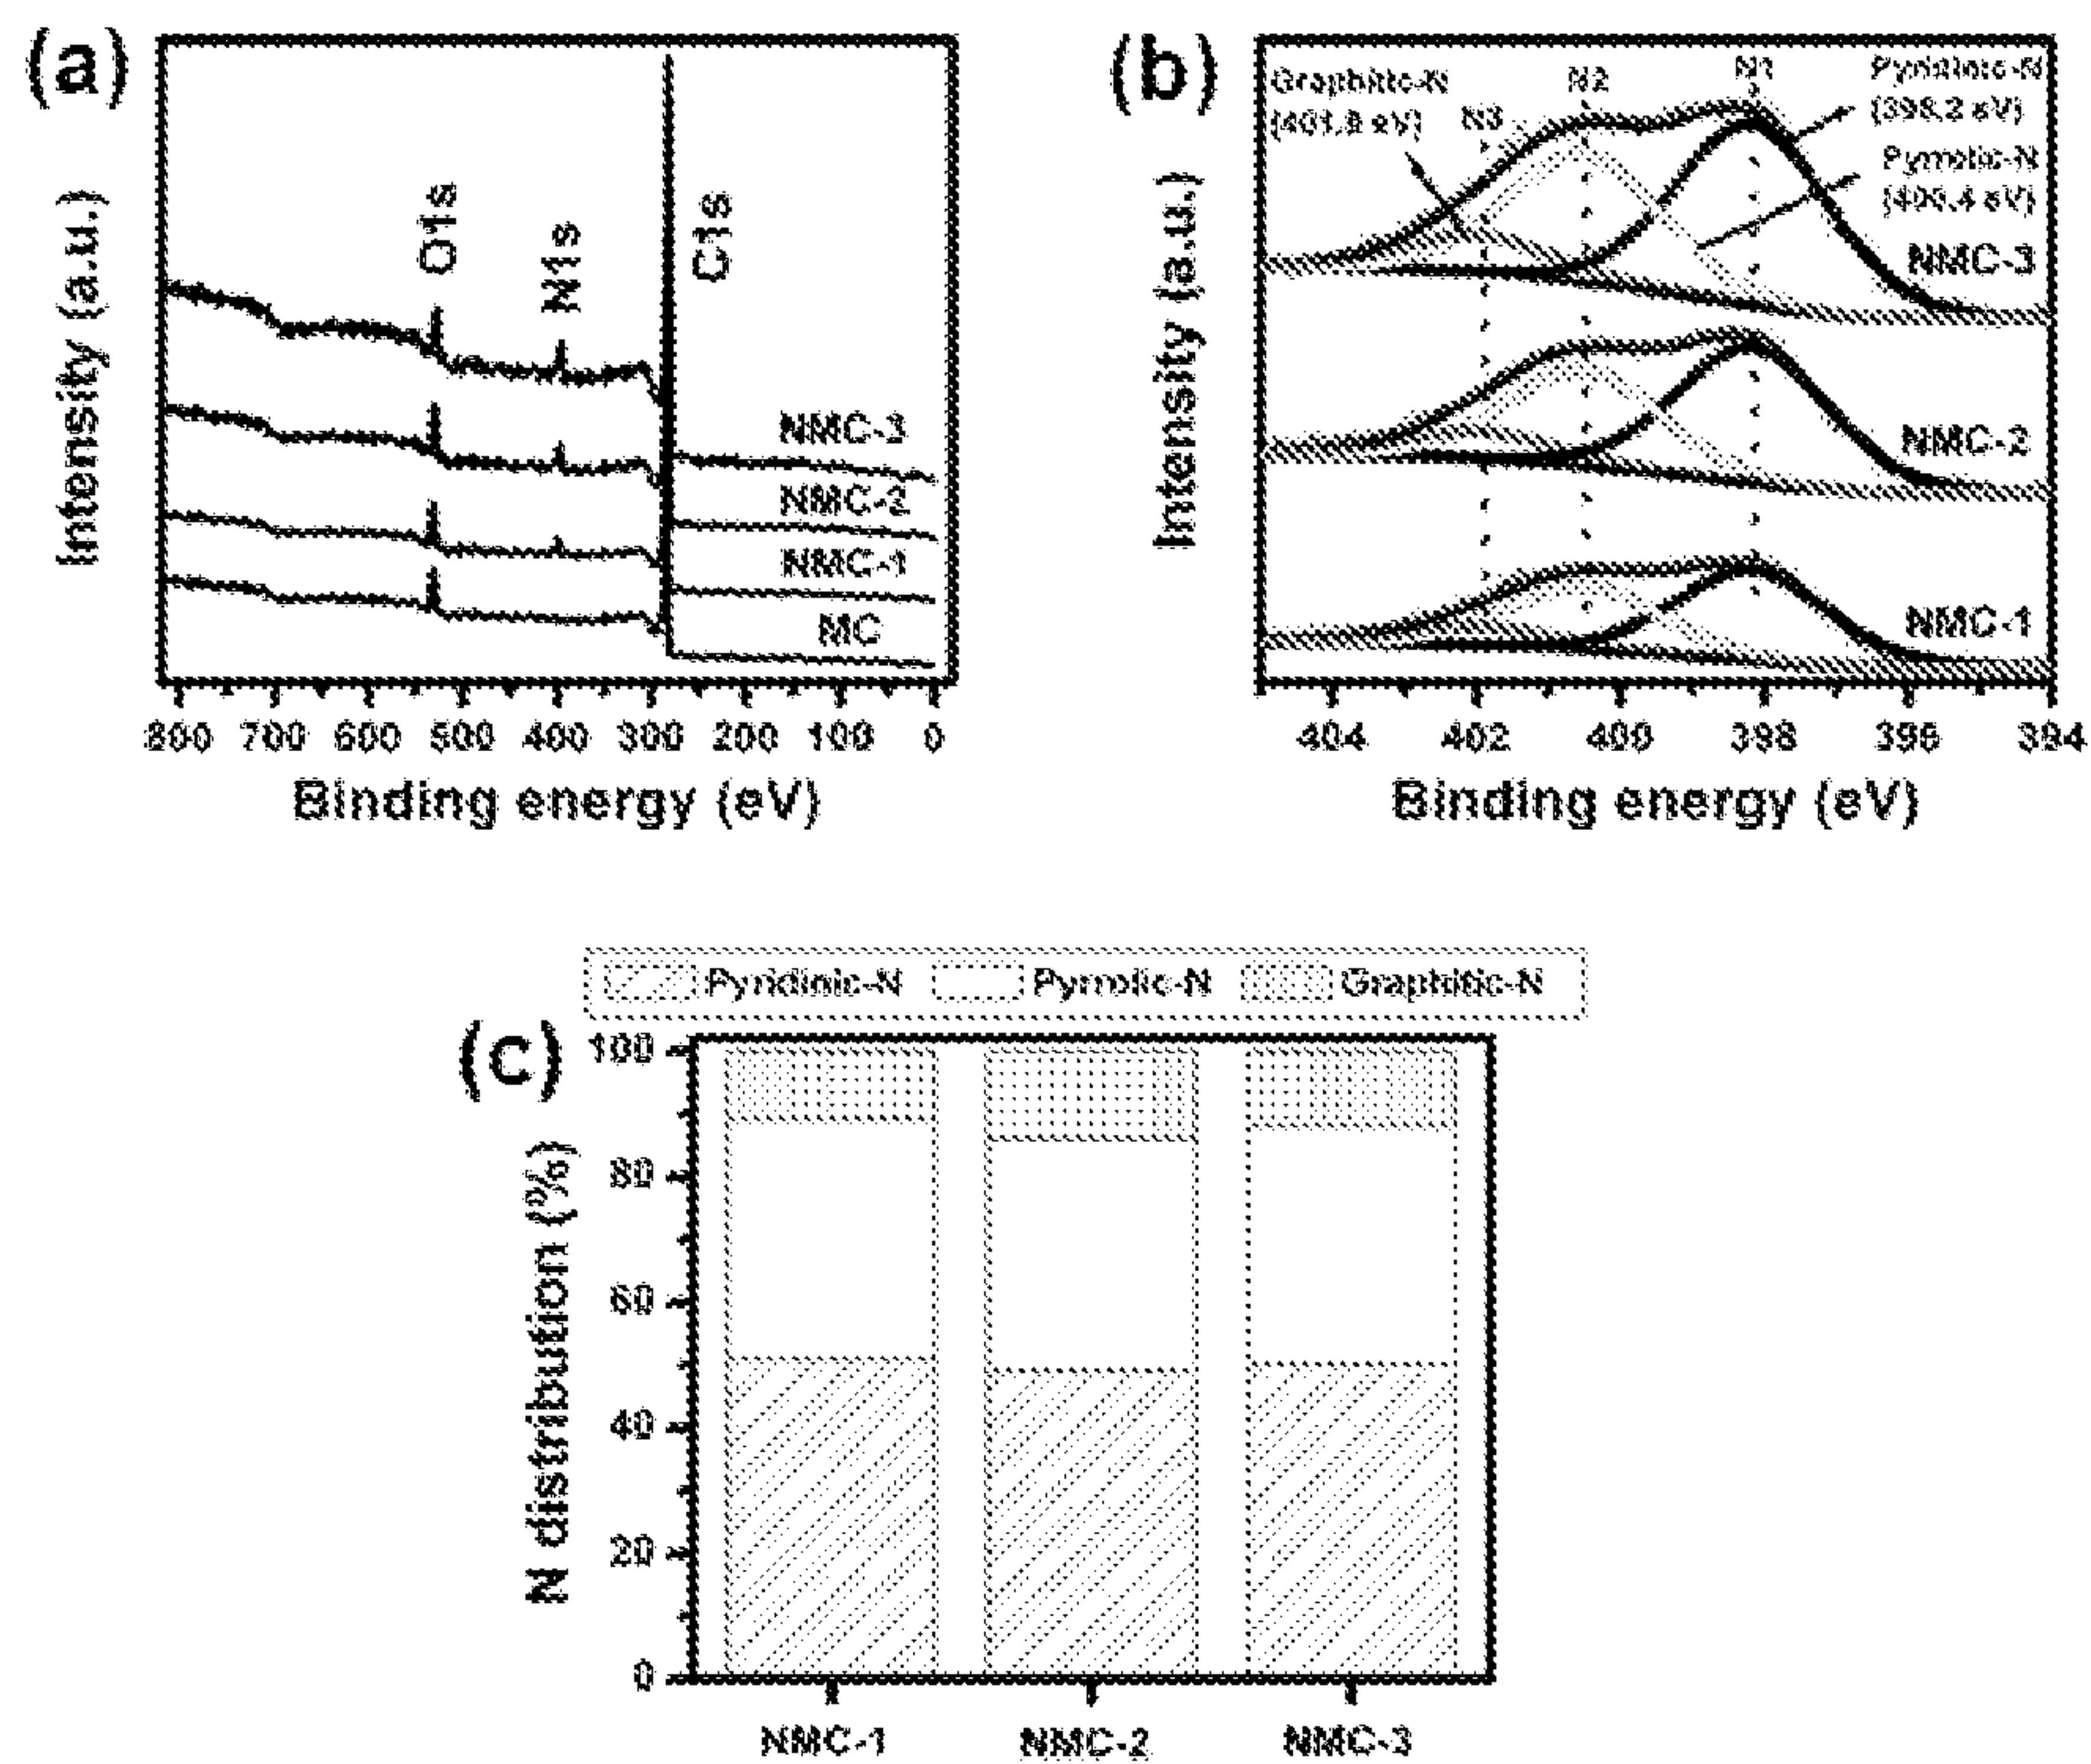 (a)
Intensity (a.u.)
O1s
N1s
C1s
NMC-3
NMC-2
NMC-1
MC
800 700 600 500 400 300 200 100 0
Binding energy (eV)
(b)
Intensity (a.u.)
Graphitic-N
(401.8 eV)
N3
N2
N1
Pyridinic-N
(398.2 eV)
Pyrrolic-N
(400.4 eV)
NMC-3
NMC-2
NMC-1
404 402 400 398 396 394
Binding energy (eV)
Pyridinic-N Pyrrolic-N Graphitic-N
(c)
N distribution (%)
100
80
60
40
20
0
NMC-1 NMC-2 NMC-3